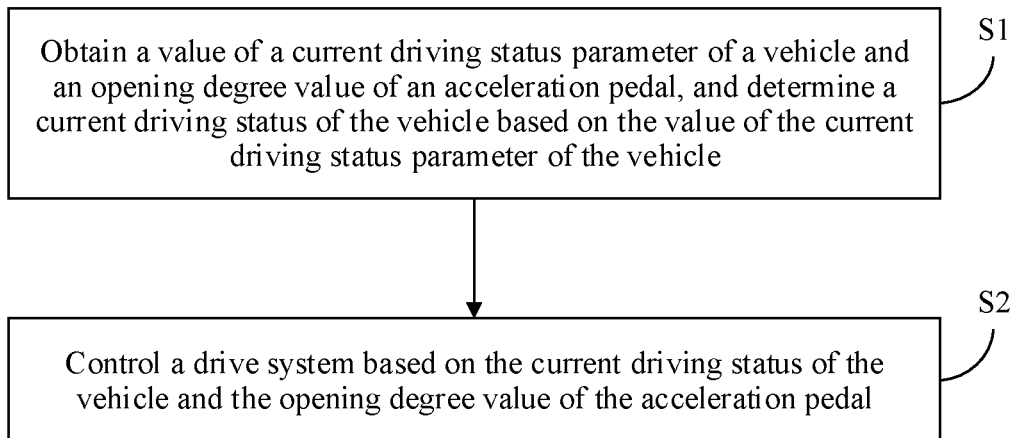 Obtain a value of a current driving status parameter of a vehicle and
an opening degree value of an acceleration pedal, and determine a
current driving status of the vehicle based on the value of the current
driving status parameter of the vehicle
S1
Control a drive system based on the current driving status of the
vehicle and the opening degree value of the acceleration pedal
S2